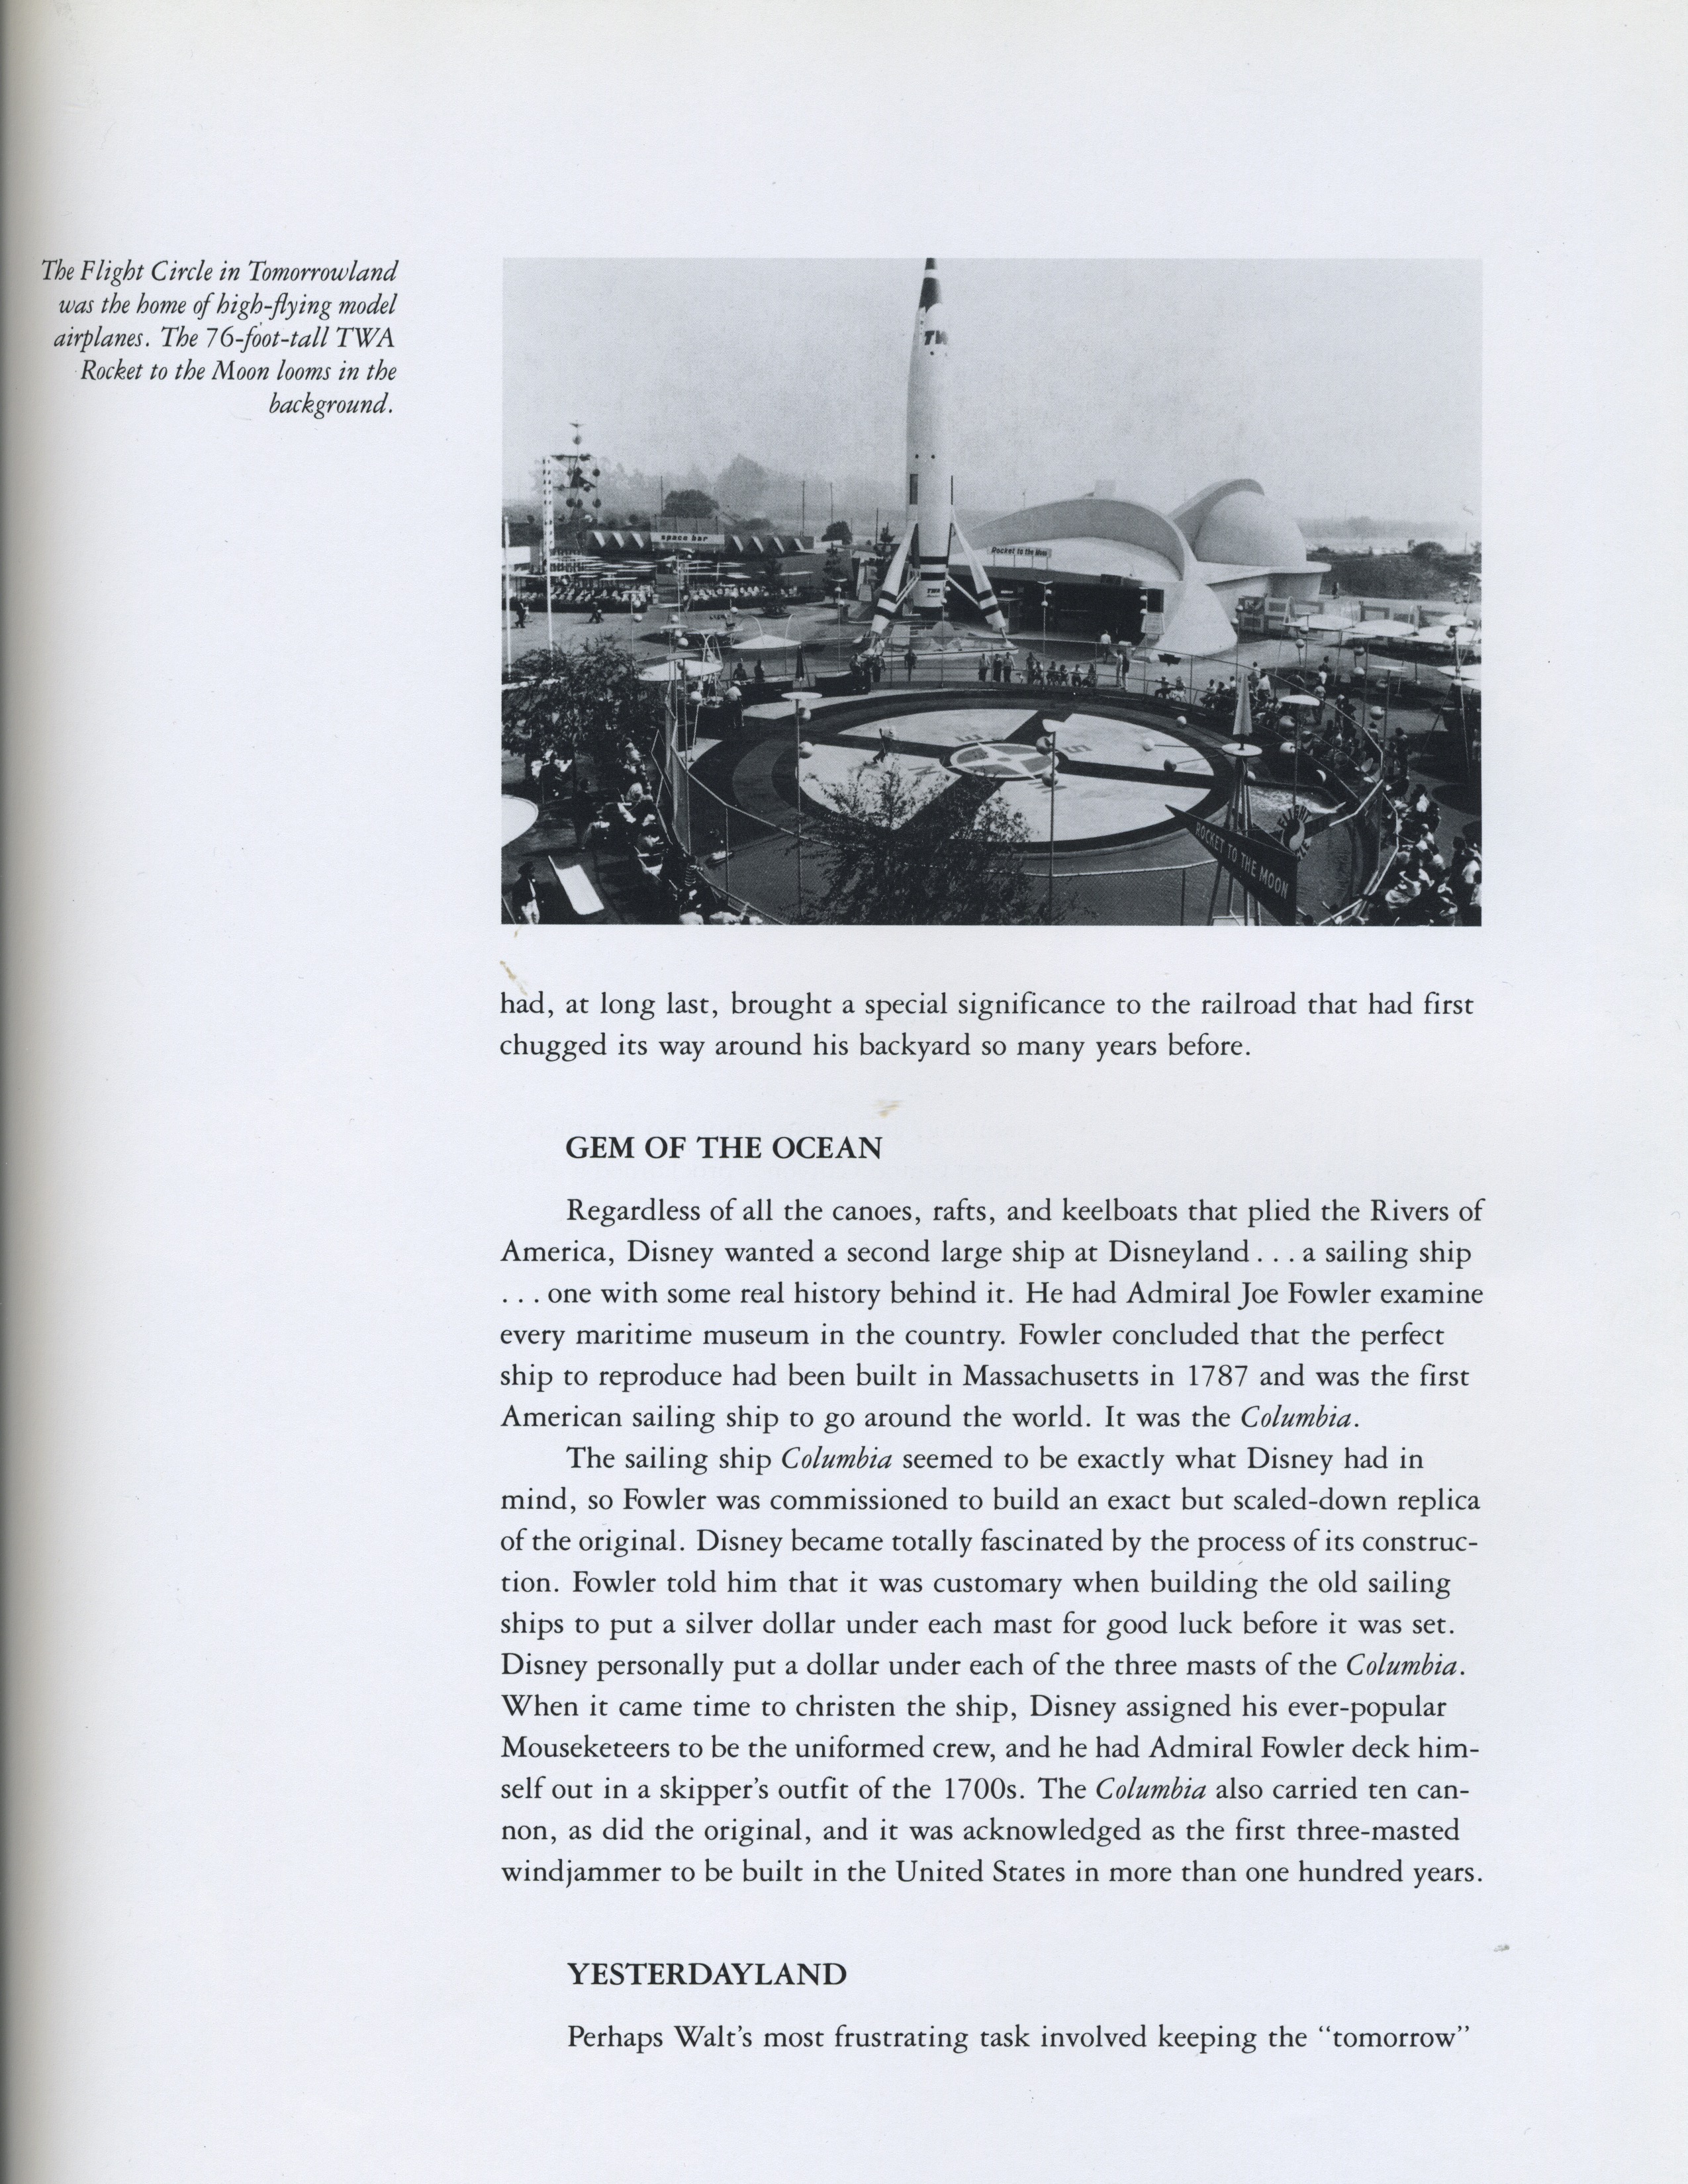 The Flight Circle in Tomorrowland
was the home of high-flying model
airplanes. The 76-foot-tall TWA
Rocket to the Moon looms in the
background.
TWA
space bar
Rocket to the Moon
TWA
FLIGHT
ROCKET TO THE MOON
had, at long last, brought a special significance to the railroad that had first
chugged its way around his backyard so many years before.
GEM OF THE OCEAN
Regardless of all the canoes, rafts, and keelboats that plied the Rivers of
America, Disney wanted a second large ship at Disneyland . . . a sailing ship
. . . one with some real history behind it. He had Admiral Joe Fowler examine
every maritime museum in the country. Fowler concluded that the perfect
ship to reproduce had been built in Massachusetts in 1787 and was the first
American sailing ship to go around the world. It was the Columbia.
The sailing ship Columbia seemed to be exactly what Disney had in
mind, so Fowler was commissioned to build an exact but scaled-down replica
of the original. Disney became totally fascinated by the process of its construc-
tion. Fowler told him that it was customary when building the old sailing
ships to put a silver dollar under each mast for good luck before it was set.
Disney personally put a dollar under each of the three masts of the Columbia.
When it came time to christen the ship, Disney assigned his ever-popular
Mouseketeers to be the uniformed crew, and he had Admiral Fowler deck him-
self out in a skipper's outfit of the 1700s. The Columbia also carried ten can-
non, as did the original, and it was acknowledged as the first three-masted
windjammer to be built in the United States in more than one hundred years.
YESTERDAYLAND
Perhaps Walt's most frustrating task involved keeping the "tomorrow"